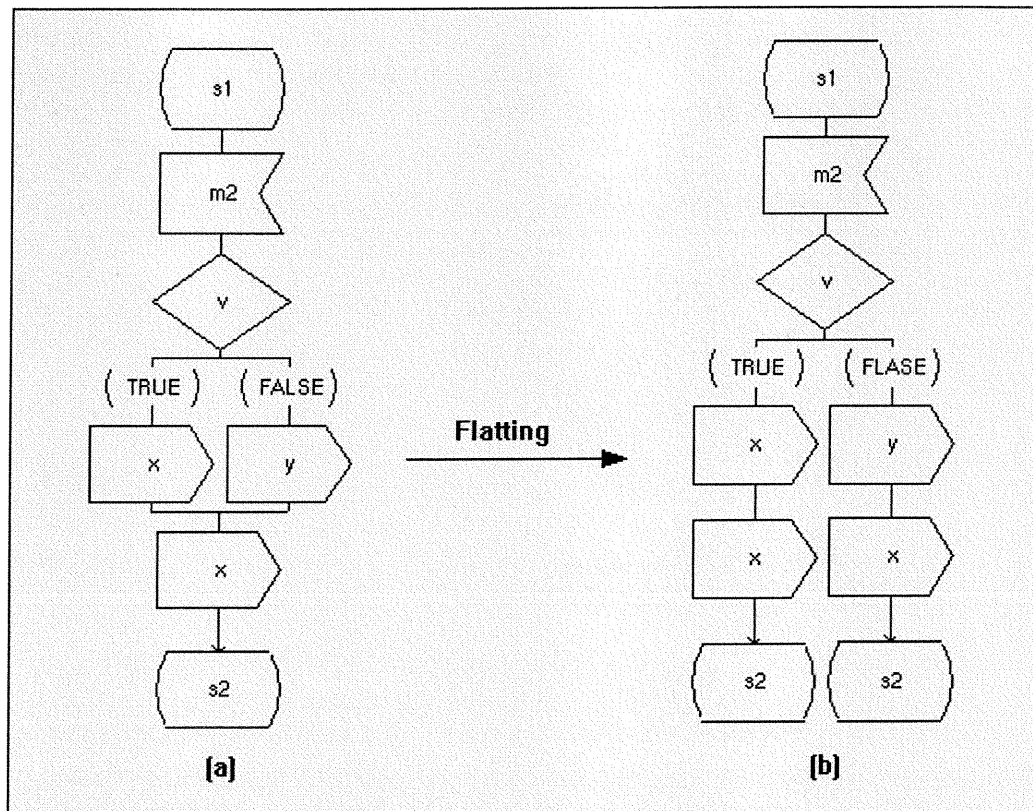 s1
m2
v
( TRUE ) ( FALSE )
x y
x
s2
(a)
Flatting
s1
m2
v
( TRUE ) ( FLASE )
x y
x x
s2 s2
(b)